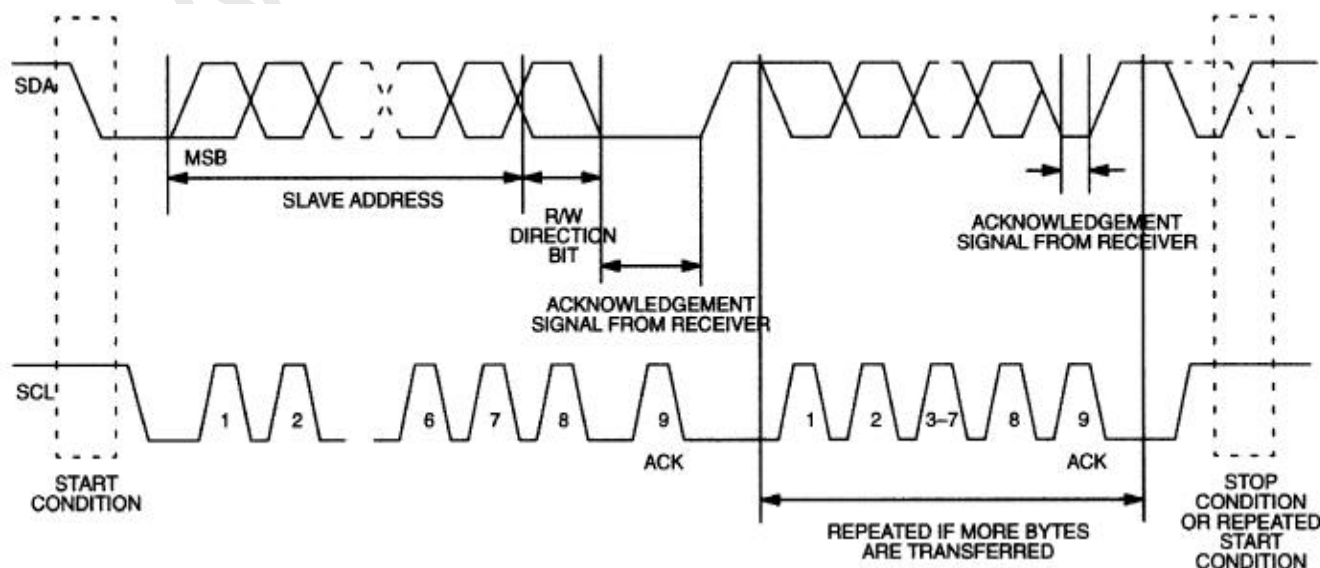 SDA
MSB
SLAVE ADDRESS
R/W
DIRECTION
BIT
ACKNOWLEDGEMENT
SIGNAL FROM RECEIVER
ACKNOWLEDGEMENT
SIGNAL FROM RECEIVER
SCL
1
2
6
7
8
9
1
2
3–7
8
9
ACK
ACK
START
CONDITION
REPEATED IF MORE BYTES
ARE TRANSFERRED
STOP
CONDITION
OR REPEATED
START
CONDITION